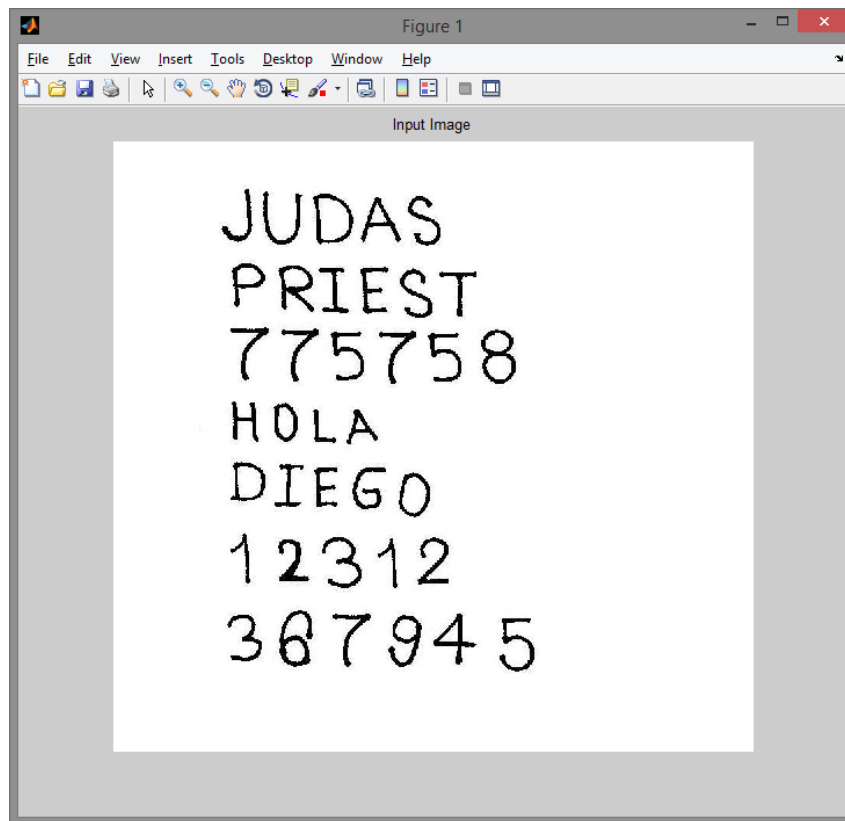 Figure 1
File Edit View Insert Tools Desktop Window Help
Input Image
JUDAS
PRIEST
775758
HOLA
DIEGO
12312
367945